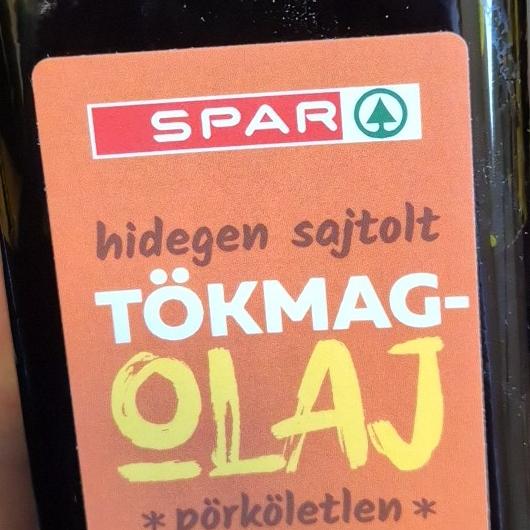 SPAR
hidegen sajtolt
TÖKMAG-
OLAJ
* pörköletlen *